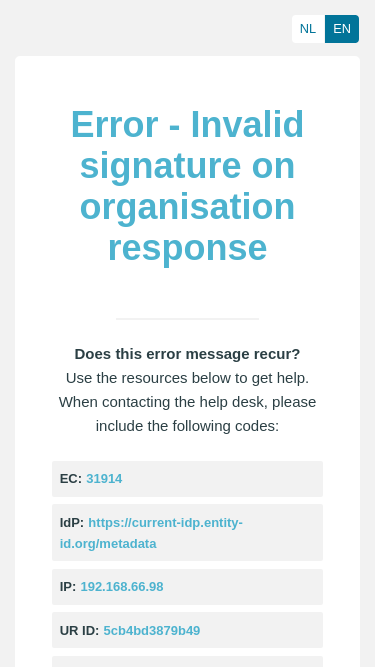 NL EN
Error - Invalid
signature on
organisation
response
Does this error message recur?
Use the resources below to get help.
When contacting the help desk, please
include the following codes:
EC: 31914
IdP: https://current-idp.entity-
id.org/metadata
IP: 192.168.66.98
UR ID: 5cb4bd3879b49